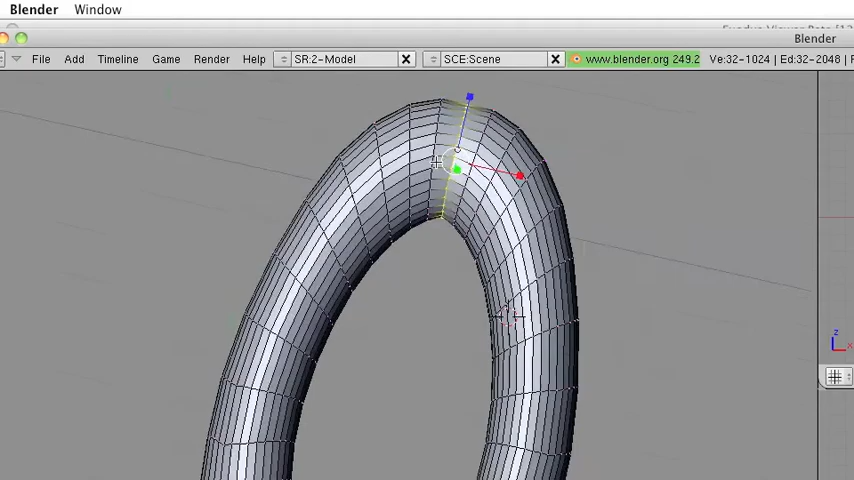 Blender Window
Blender
File Add Timeline Game Render Help SR:2-Model SCE:Scene www.blender.org 249.2 Ve:32-1024 | Ed:32-2048 |
z
x